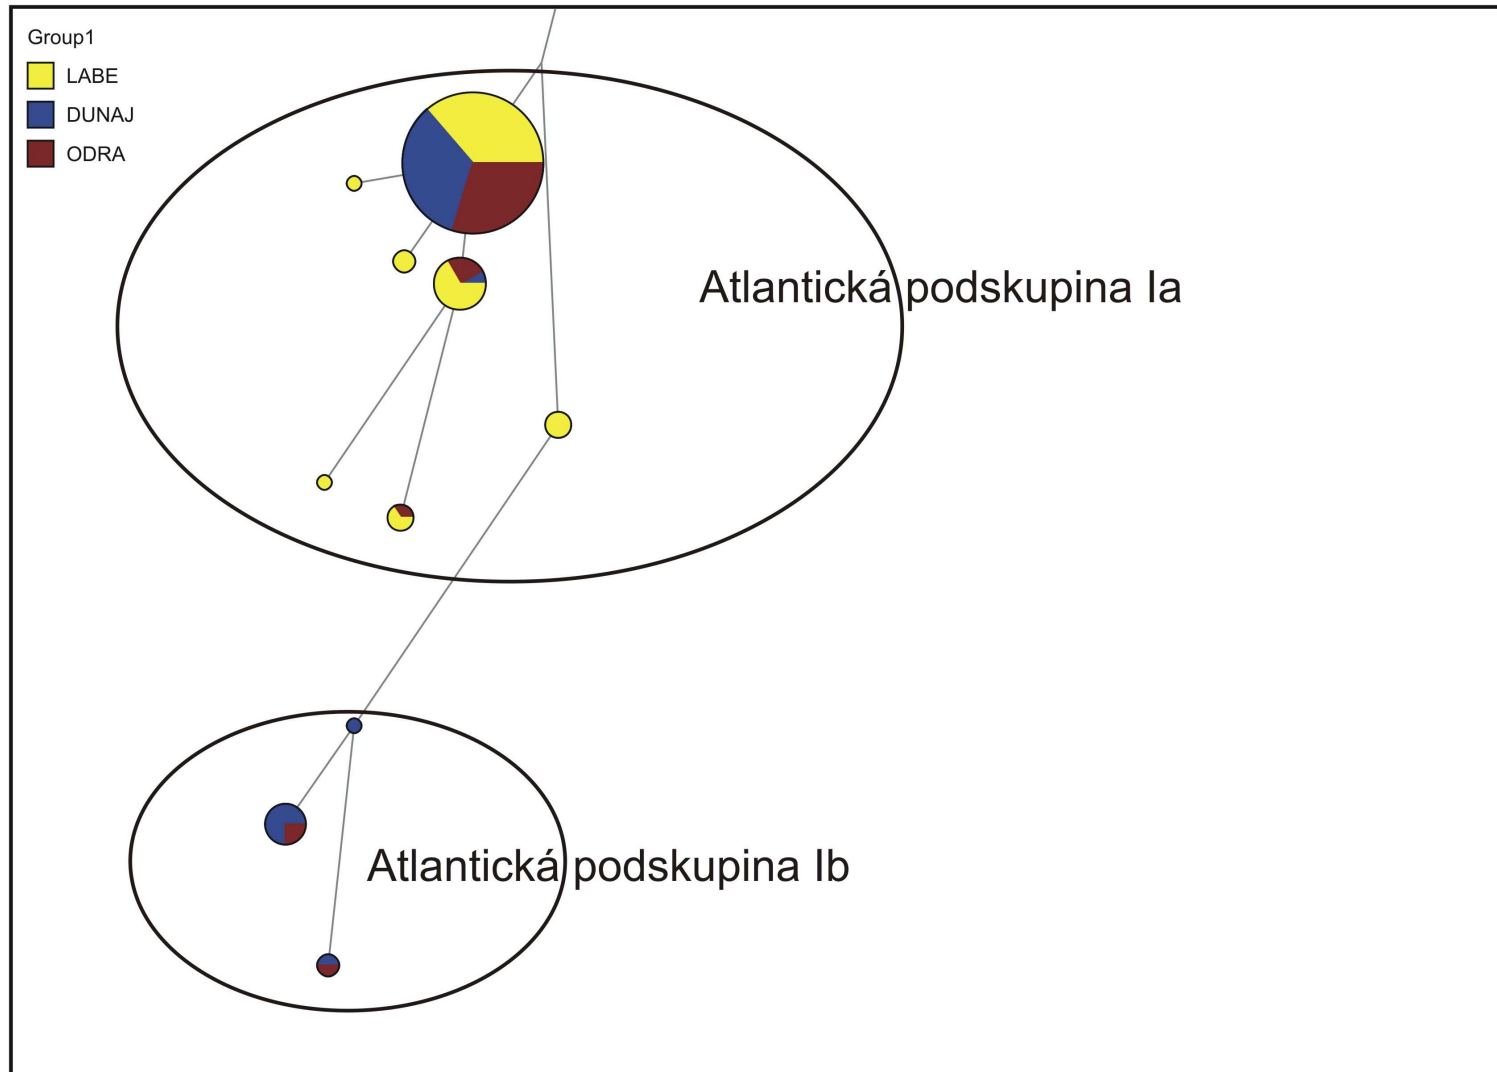 Group1
LABE
DUNAJ
ODRA
Atlantická podskupina Ia
Atlantická podskupina Ib